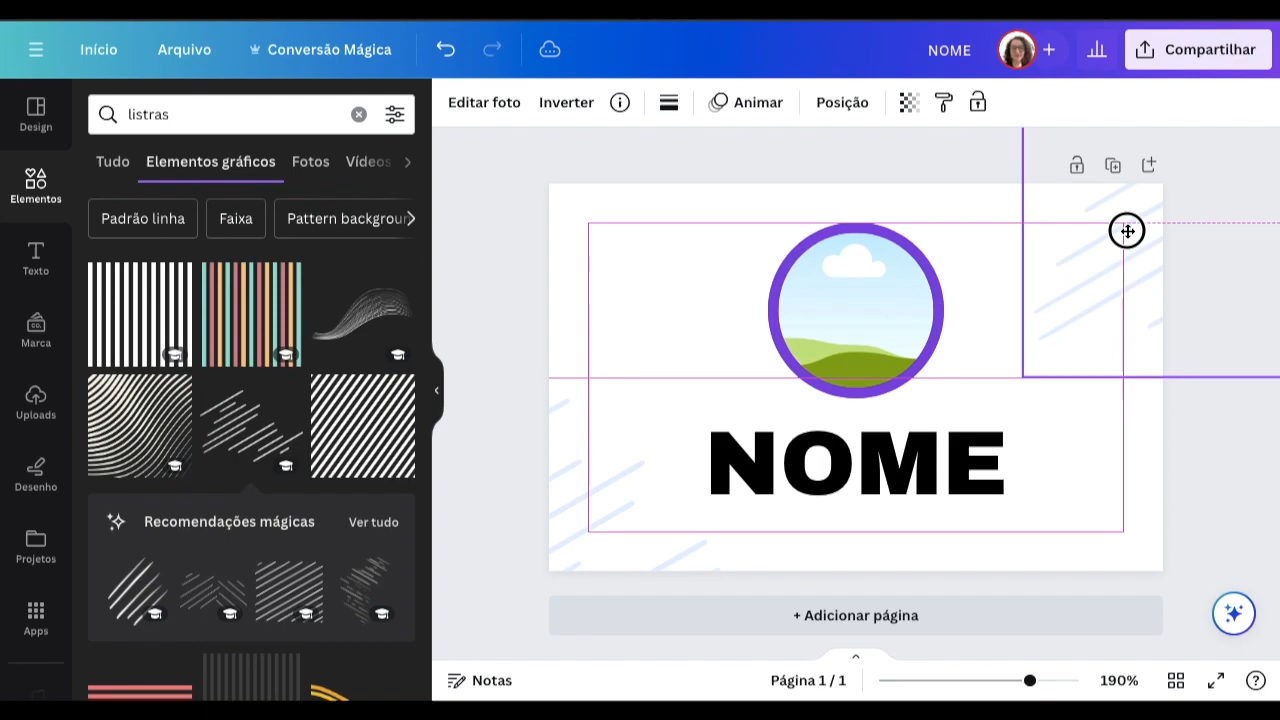 Início
Arquivo
Conversão Mágica
NOME
Compartilhar
Design
Elementos
Texto
Marca
Uploads
Desenho
Projetos
Apps
listras
Tudo
Elementos gráficos
Fotos
Vídeos
Padrão linha
Faixa
Pattern backgrour
Recomendações mágicas
Ver tudo
Editar foto
Inverter
Animar
Posição
NOME
+ Adicionar página
Notas
Página 1 / 1
190%